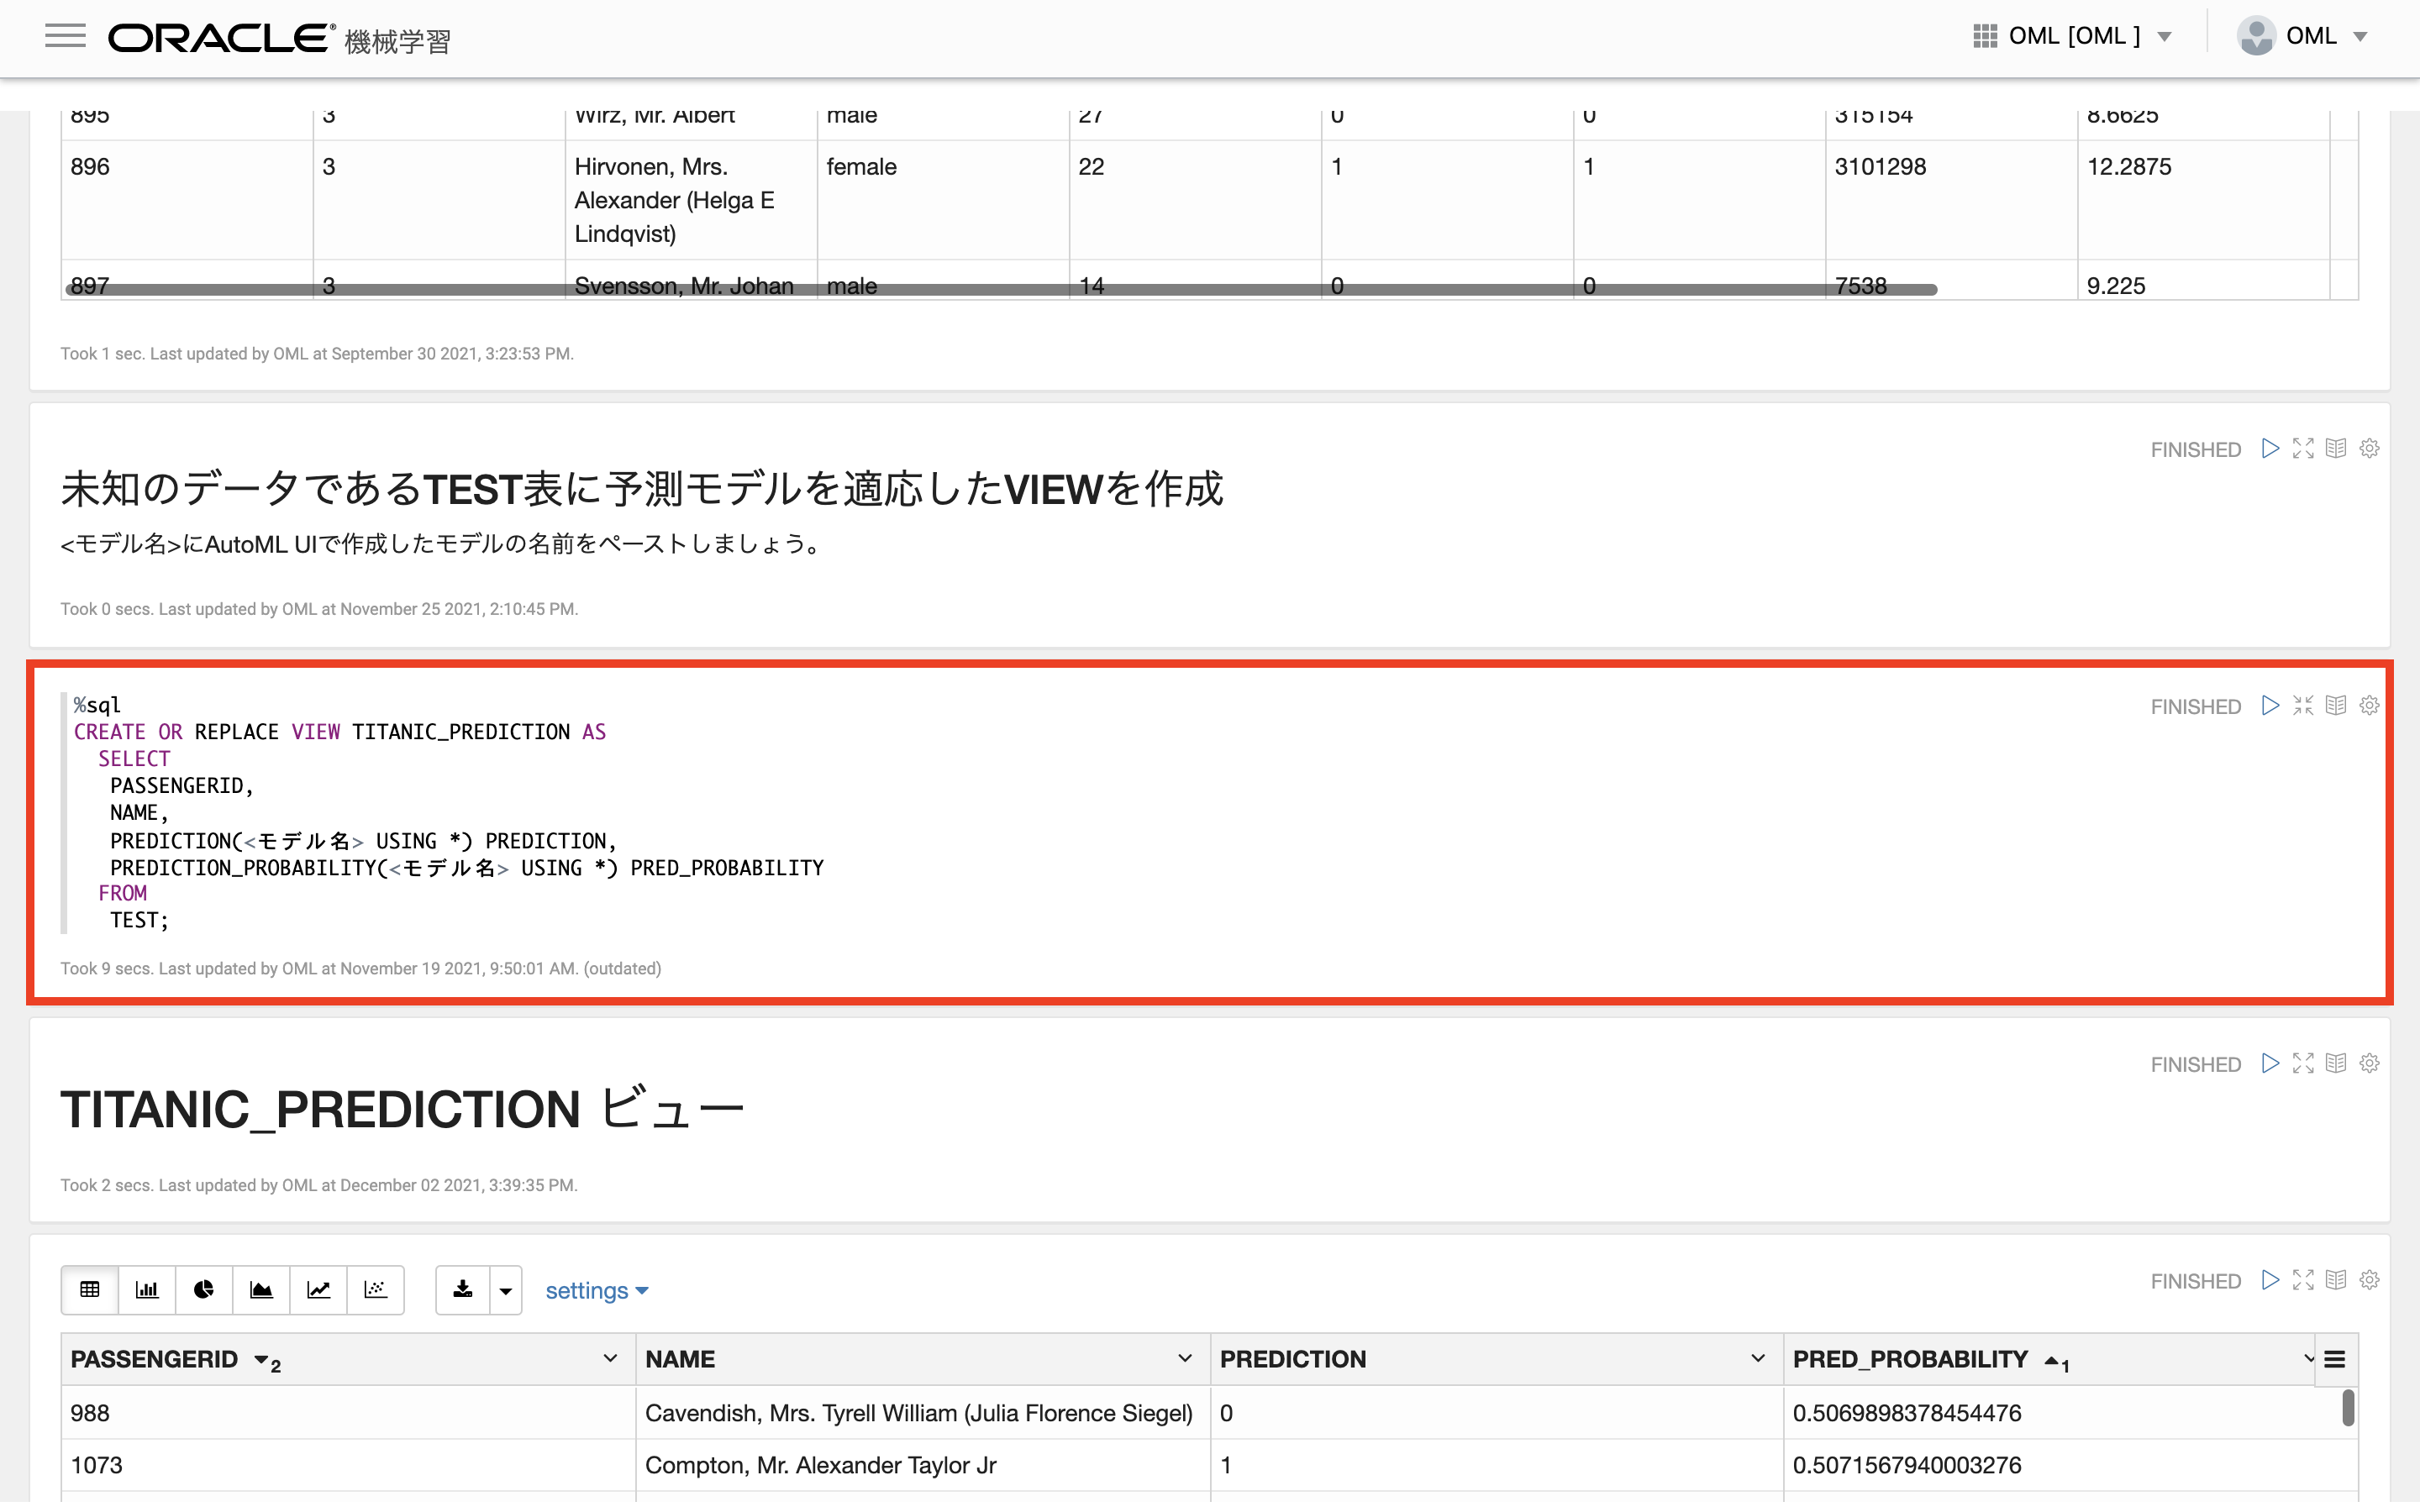 ORACLE® 機械学習
OML [OML ]
OML
895 3 Wirz, Mr. Albert male 27 0 0 315154 8.6625
896 3 Hirvonen, Mrs. Alexander (Helga E Lindqvist) female 22 1 1 3101298 12.2875
897 3 Svensson, Mr. Johan male 14 0 0 7538 9.225
Took 1 sec. Last updated by OML at September 30 2021, 3:23:53 PM.
FINISHED
未知のデータであるTEST表に予測モデルを適応したVIEWを作成
<モデル名>にAutoML UIで作成したモデルの名前をペーストしましょう。
Took 0 secs. Last updated by OML at November 25 2021, 2:10:45 PM.
FINISHED
%sql
CREATE OR REPLACE VIEW TITANIC_PREDICTION AS
SELECT
PASSENGERID,
NAME,
PREDICTION(<モデル名> USING *) PREDICTION,
PREDICTION_PROBABILITY(<モデル名> USING *) PRED_PROBABILITY
FROM
TEST;
Took 9 secs. Last updated by OML at November 19 2021, 9:50:01 AM. (outdated)
FINISHED
TITANIC_PREDICTION ビュー
Took 2 secs. Last updated by OML at December 02 2021, 3:39:35 PM.
settings
FINISHED
PASSENGERID 2 NAME PREDICTION PRED_PROBABILITY 1
988 Cavendish, Mrs. Tyrell William (Julia Florence Siegel) 0 0.5069898378454476
1073 Compton, Mr. Alexander Taylor Jr 1 0.5071567940003276